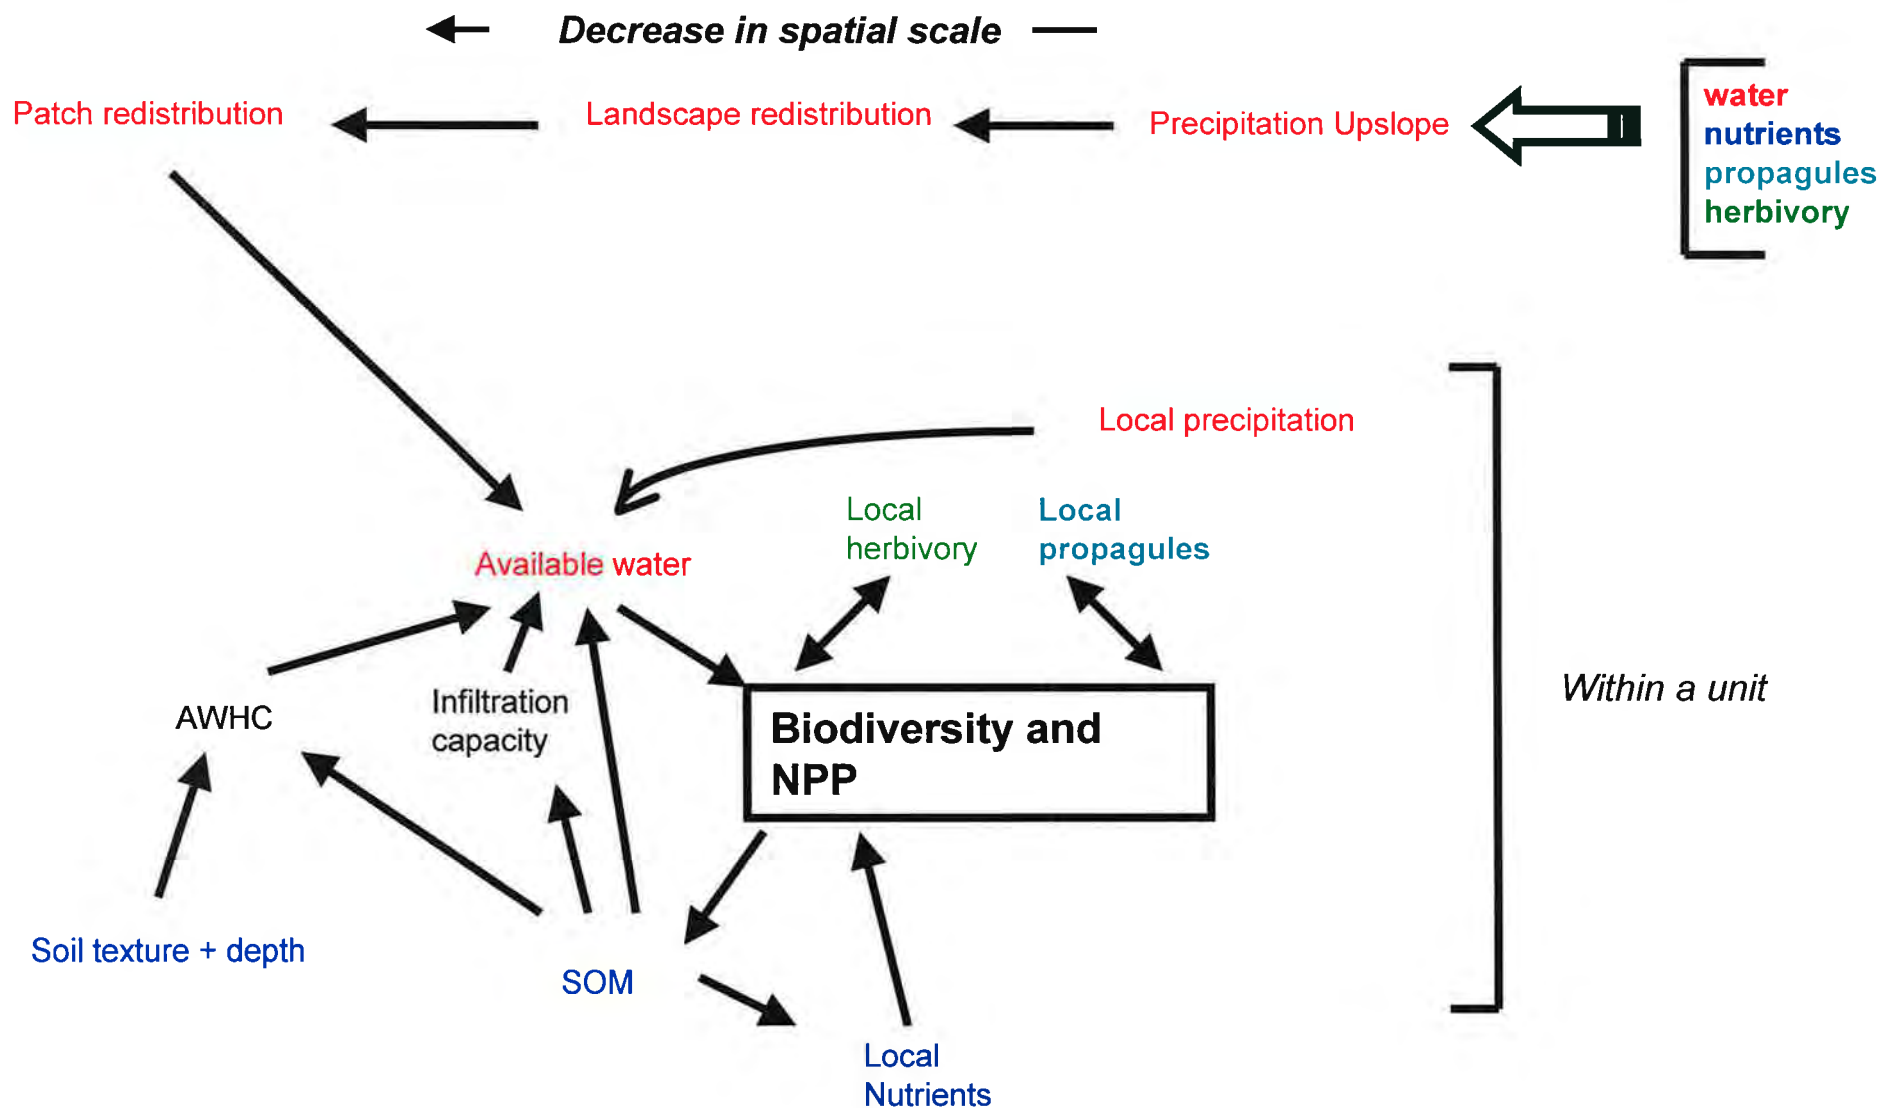 Decrease in spatial scale
Patch redistribution
Landscape redistribution
Precipitation Upslope
water
nutrients
propagules
herbivory
Local precipitation
Local
herbivory
Local
propagules
Available water
Within a unit
Infiltration
capacity
AWHC
Biodiversity and
NPP
Soil texture + depth
SOM
Local
Nutrients